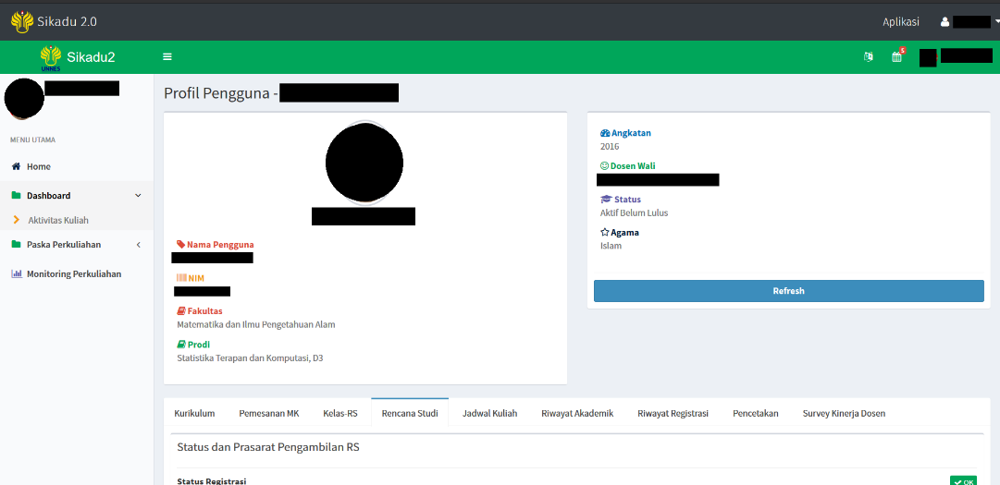 Sikadu 2.0
Aplikasi
UNNES
Sikadu2
5
MENU UTAMA
Home
Dashboard
Aktivitas Kuliah
Paska Perkuliahan
Monitoring Perkuliahan
Profil Pengguna -
Nama Pengguna
NIM
Fakultas
Matematika dan Ilmu Pengetahuan Alam
Prodi
Statistika Terapan dan Komputasi, D3
Angkatan
2016
Dosen Wali
Status
Aktif Belum Lulus
Agama
Islam
Refresh
Kurikulum Pemesanan MK Kelas-RS Rencana Studi Jadwal Kuliah Riwayat Akademik Riwayat Registrasi Pencetakan Survey Kinerja Dosen
Status dan Prasarat Pengambilan RS
Status Registrasi
OK